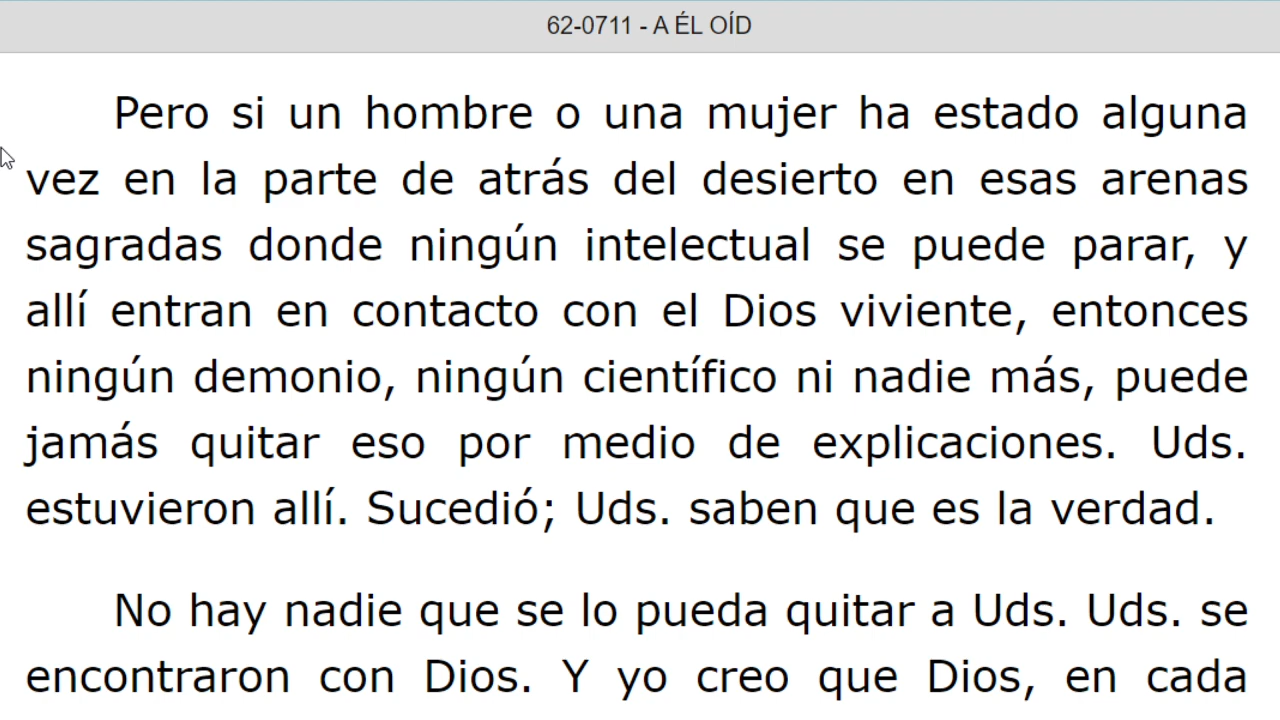 62-0711 - A ÉL OÍD
Pero si un hombre o una mujer ha estado alguna
vez en la parte de atrás del desierto en esas arenas
sagradas donde ningún intelectual se puede parar, y
allí entran en contacto con el Dios viviente, entonces
ningún demonio, ningún científico ni nadie más, puede
jamás quitar eso por medio de explicaciones. Uds.
estuvieron allí. Sucedió; Uds. saben que es la verdad.
No hay nadie que se lo pueda quitar a Uds. Uds. se
encontraron con Dios. Y yo creo que Dios, en cada